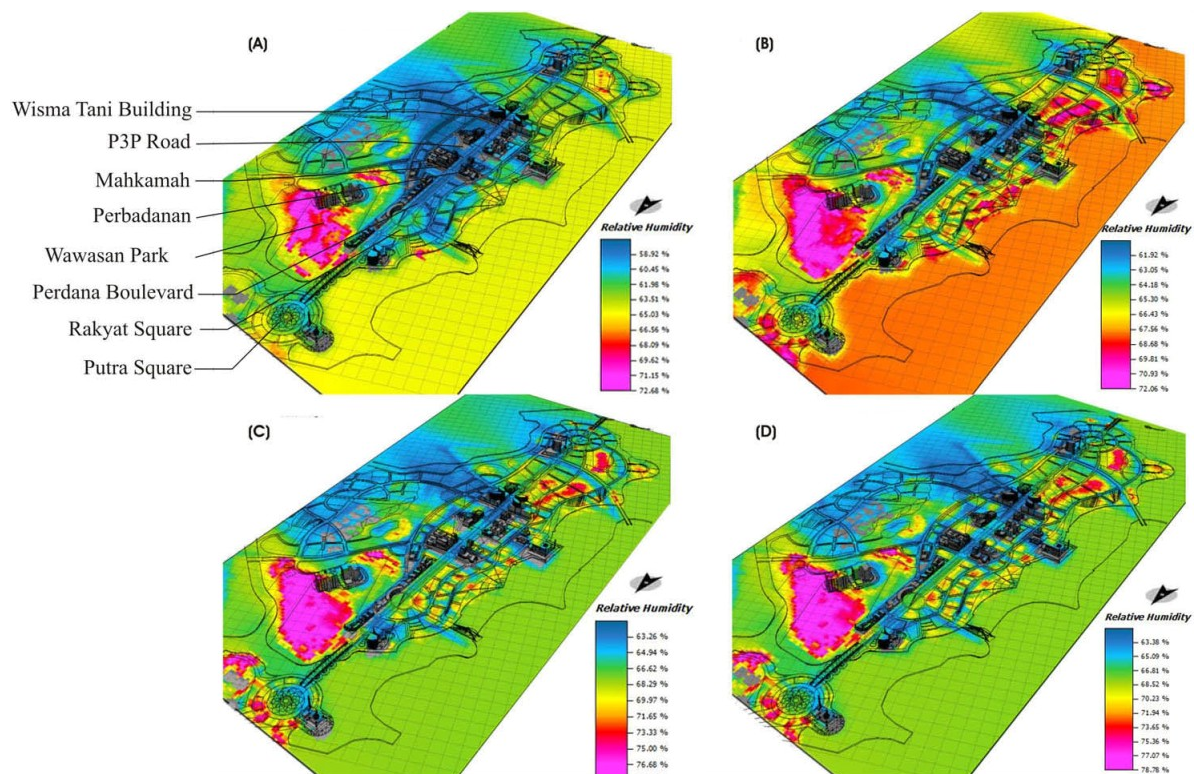 (A)
Wisma Tani Building
P3P Road
Mahkamah
Perbadanan
Wawasan Park
Perdana Boulevard
Rakyat Square
Putra Square
Relative Humidity
58.92 %
60.45 %
61.98 %
63.51 %
65.03 %
66.56 %
68.09 %
69.62 %
71.15 %
72.68 %
(B)
Relative Humidity
61.92 %
63.05 %
64.18 %
65.30 %
66.43 %
67.56 %
68.68 %
69.81 %
70.93 %
72.06 %
(C)
Relative Humidity
63.26 %
64.94 %
66.62 %
68.29 %
69.97 %
71.65 %
73.33 %
75.00 %
76.68 %
(D)
Relative Humidity
63.38 %
65.09 %
66.81 %
68.52 %
70.23 %
71.94 %
73.65 %
75.36 %
77.07 %
78.78 %